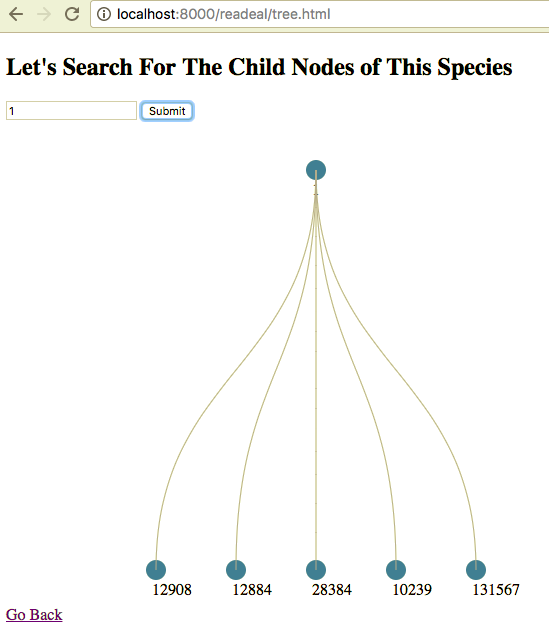 localhost:8000/readeal/tree.html
Let's Search For The Child Nodes of This Species
1 Submit
12908 12884 28384 10239 131567
Go Back